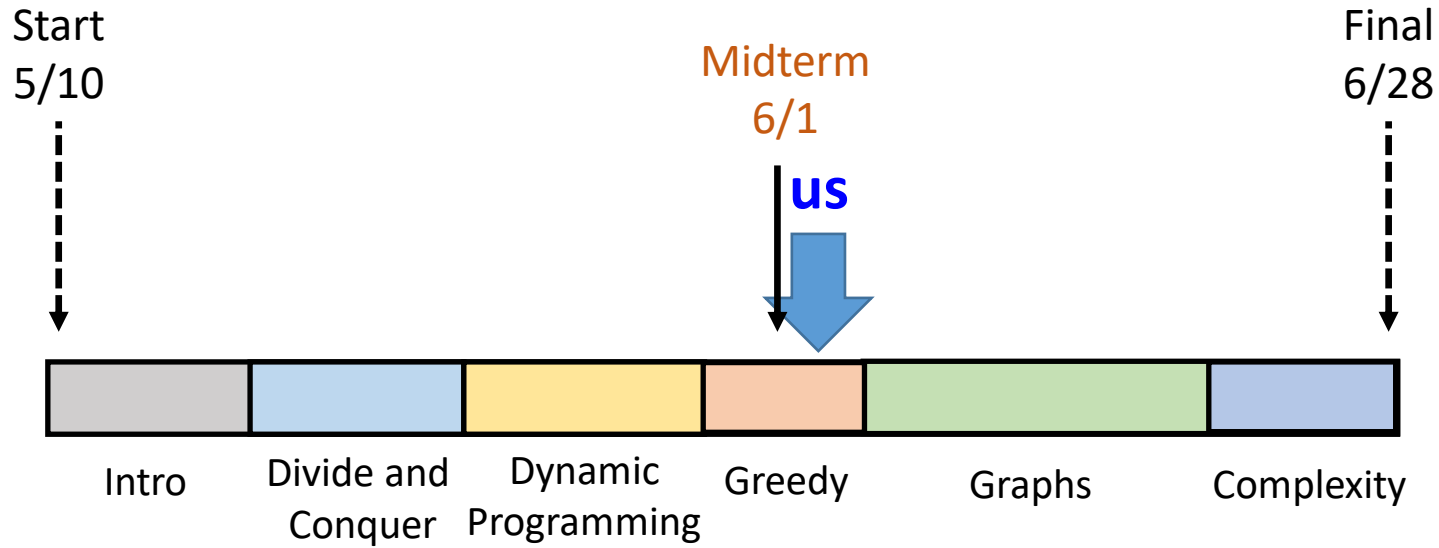 Start
5/10
Midterm
6/1
us
Final
6/28
Intro
Divide and
Conquer
Dynamic
Programming
Greedy
Graphs
Complexity